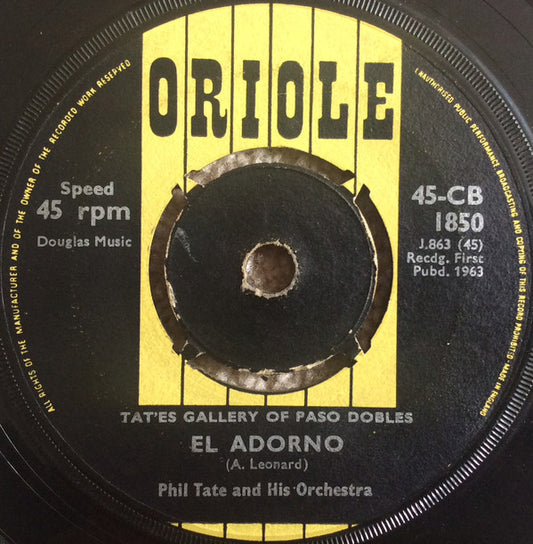 ORIOLE
Speed
45 rpm
Douglas Music
45-CB
1850
J.863 (45)
Recdg. First
Pubd. 1963
TAT'ES GALLERY OF PASO DOBLES
EL ADORNO
(A. Leonard)
Phil Tate and His Orchestra
ALL RIGHTS OF THE MANUFACTURER AND OF THE OWNER OF THE RECORDED WORK RESERVED
UNAUTHORISED PUBLIC PERFORMANCE BROADCASTING AND COPYING OF THIS RECORD PROHIBITED - MADE IN ENGLAND